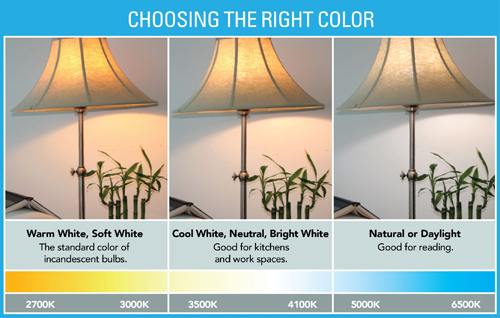 CHOOSING THE RIGHT COLOR
Warm White, Soft White
The standard color of
incandescent bulbs.
Cool White, Neutral, Bright White
Good for kitchens
and work spaces.
Natural or Daylight
Good for reading.
2700K 3000K 3500K 4100K 5000K 6500K